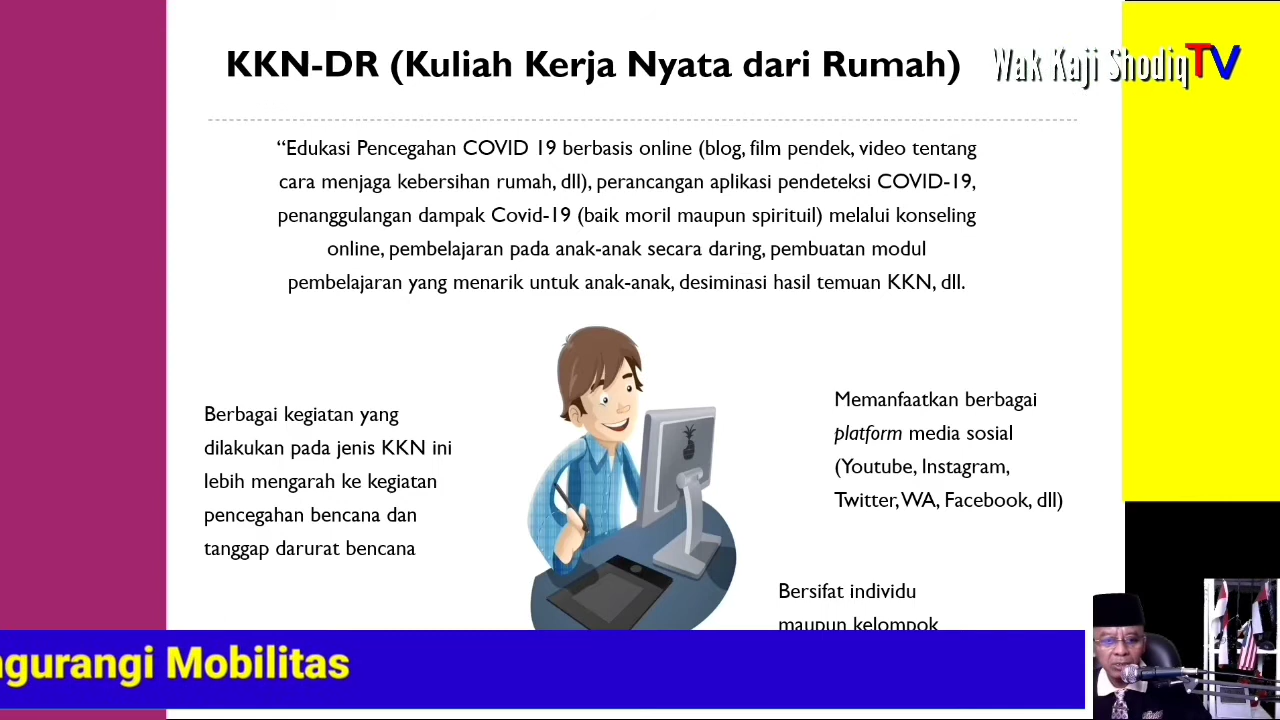 KKN-DR (Kuliah Kerja Nyata dari Rumah)
Wak Kaji Shodiq TV
“Edukasi Pencegahan COVID 19 berbasis online (blog, film pendek, video tentang
cara menjaga kebersihan rumah, dll), perancangan aplikasi pendeteksi COVID-19,
penanggulangan dampak Covid-19 (baik moril maupun spirituil) melalui konseling
online, pembelajaran pada anak-anak secara daring, pembuatan modul
pembelajaran yang menarik untuk anak-anak, desiminasi hasil temuan KKN, dll.
Berbagai kegiatan yang
dilakukan pada jenis KKN ini
lebih mengarah ke kegiatan
pencegahan bencana dan
tanggap darurat bencana
Memanfaatkan berbagai
platform media sosial
(Youtube, Instagram,
Twitter, WA, Facebook, dll)
Bersifat individu
maupun kelompok
ngurangi Mobilitas